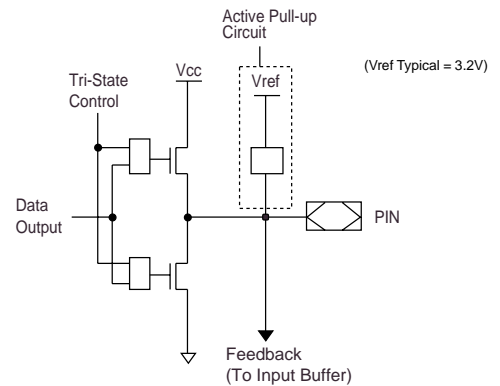 Active Pull-up
Circuit
Vcc
Vref
(Vref Typical = 3.2V)
Tri-State
Control
Data
Output
PIN
Feedback
(To Input Buffer)